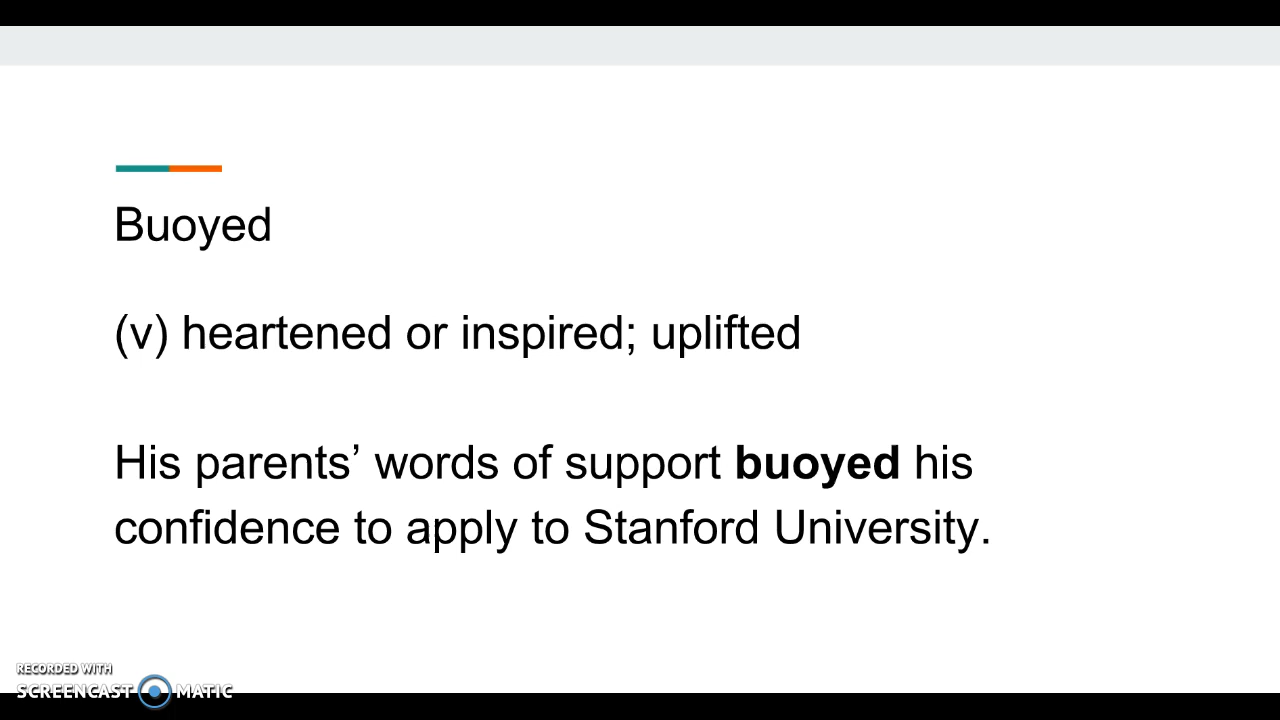 Buoyed
(v) heartened or inspired; uplifted
His parents’ words of support buoyed his
confidence to apply to Stanford University.
RECORDED WITH
SCREENCAST MATIC